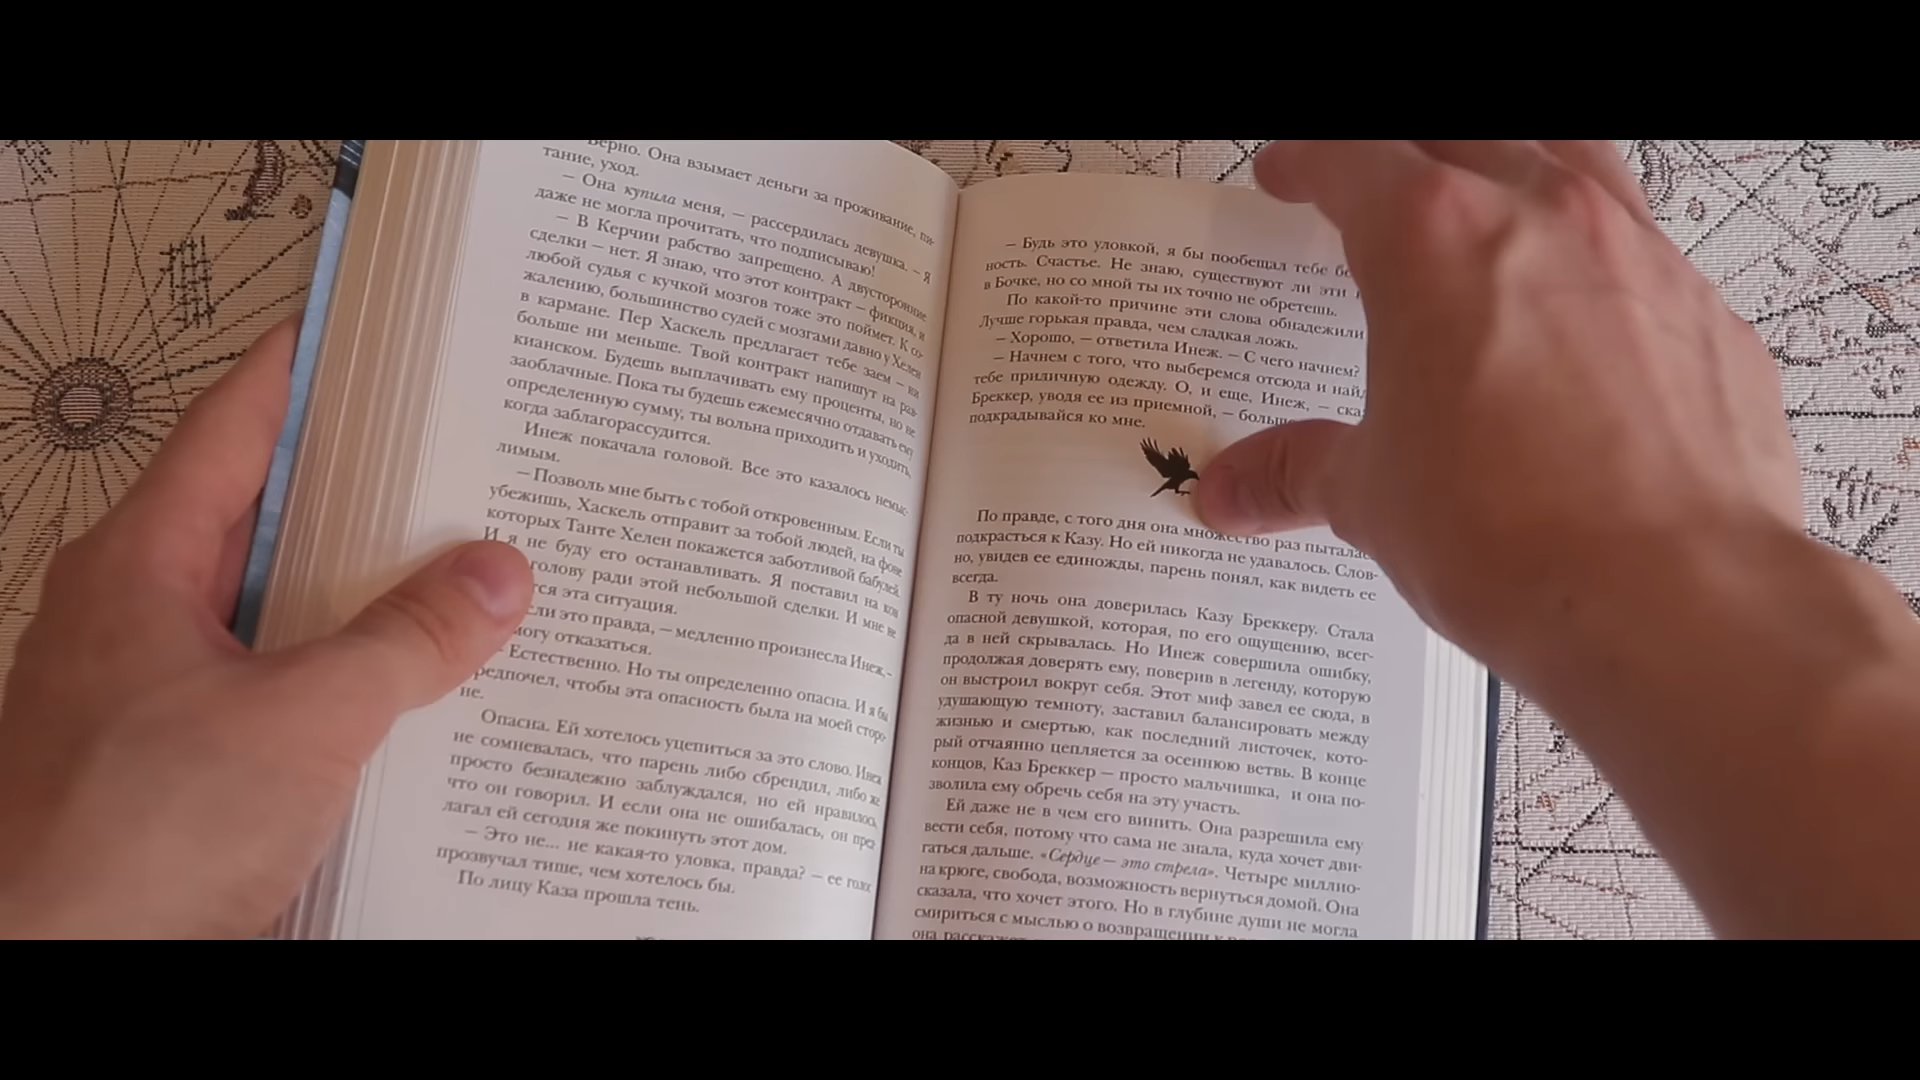 Верно. Она взымает деньги за проживание, пи-
тание, уход.
— Она купила меня, — рассердилась девушка. — Я
даже не могла прочитать, что подписываю!
— В Керчии рабство запрещено. А двусторонние
сделки — нет. Я знаю, что этот контракт — фикция, и
любой судья с кучкой мозгов тоже это поймет. К со-
жалению, большинство судей с мозгами давно у Хелен
в кармане. Пер Хаскель предлагает тебе заем — ни
больше ни меньше. Твой контракт напишут на рав-
кианском. Будешь выплачивать ему проценты, но не
заоблачные. Пока ты будешь ежемесячно отдавать ему
определенную сумму, ты вольна приходить и уходить,
когда заблагорассудится.
Инеж покачала головой. Все это казалось немыс-
лимым.
— Позволь мне быть с тобой откровенным. Если ты
убежишь, Хаскель отправит за тобой людей, на фоне
которых Танте Хелен покажется заботливой бабулей.
И я не буду его останавливать. Я поставил на кон
голову ради этой небольшой сделки. И мне не
эта ситуация.
это правда, — медленно произнесла Инеж, –
могу отказаться.
— Естественно. Но ты определенно опасна. И я бы
предпочел, чтобы эта опасность была на моей сторо-
не.
Опасна. Ей хотелось уцепиться за это слово. Инеж
не сомневалась, что парень либо сбрендил, либо же
просто безнадежно заблуждался, но ей нравилось,
что он говорил. И если она не ошибалась, он пред
лагал ей сегодня же покинуть этот дом.
— Это не... не какая-то уловка, правда? — ее голос
прозвучал тише, чем хотелось бы.
По лицу Каза прошла тень.
— Будь это уловкой, я бы пообещал тебе
ность. Счастье. Не знаю, существуют ли эти
в Бочке, но со мной ты их точно не обретешь.
По какой-то причине эти слова обнадежили
Лучше горькая правда, чем сладкая ложь.
— Хорошо, — ответила Инеж. — С чего начнем?
— Начнем с того, что выберемся отсюда и най
тебе приличную одежду. О, и еще, Инеж, — ска
Бреккер, уводя ее из приемной, — больше
подкрадывайся ко мне.
По правде, с того дня она множество раз пыталас
подкрасться к Казу. Но ей никогда не удавалось. Слов-
но, увидев ее единожды, парень понял, как видеть ее
всегда.
В ту ночь она доверилась Казу Бреккеру. Стала
опасной девушкой, которая, по его ощущению, всег-
да в ней скрывалась. Но Инеж совершила ошибку,
продолжая доверять ему, поверив в легенду, которую
он выстроил вокруг себя. Этот миф завел ее сюда, в
удушающую темноту, заставил балансировать между
жизнью и смертью, как последний листочек, кото-
рый отчаянно цепляется за осеннюю ветвь. В конце
концов, Каз Бреккер — просто мальчишка, и она по-
зволила ему обречь себя на эту участь.
Ей даже не в чем его винить. Она разрешила ему
вести себя, потому что сама не знала, куда хочет дви-
гаться дальше. «Сердце — это стрела». Четыре миллио-
на крюге, свобода, возможность вернуться домой. Она
сказала, что хочет этого. Но в глубине души не могла
смириться с мыслью о возвращении к
она